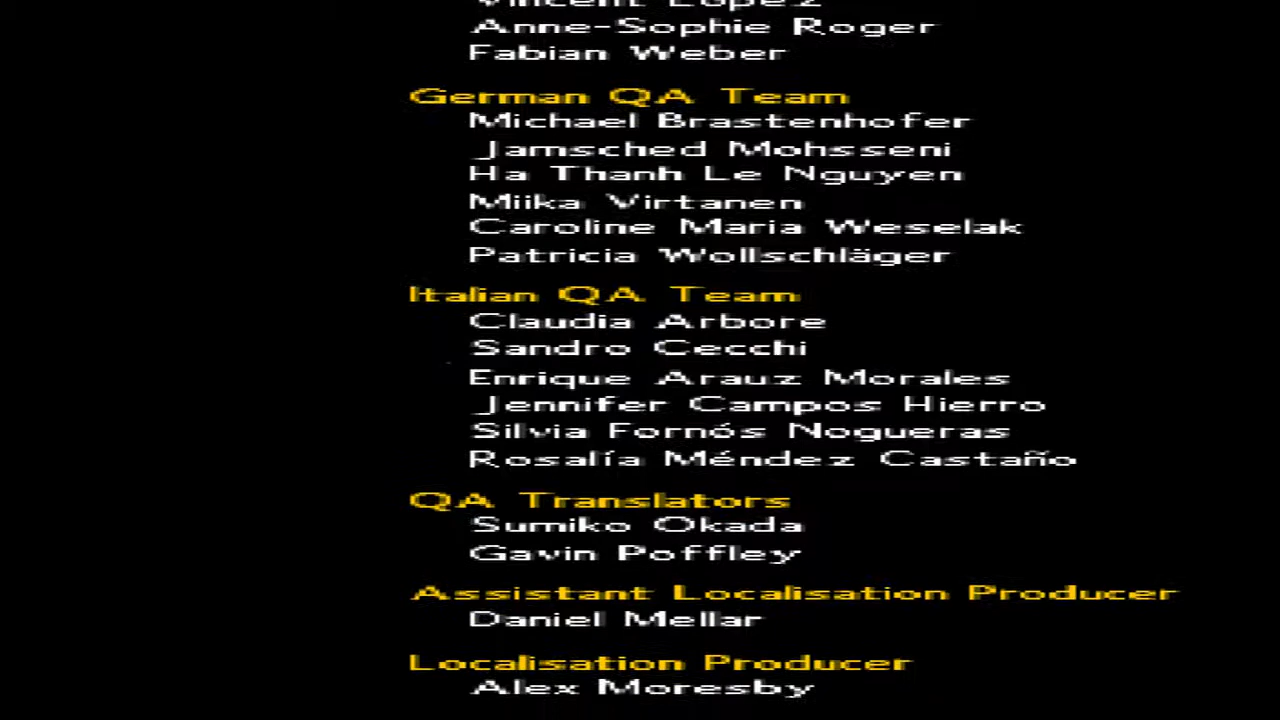 Vincent Lopez
Anne-Sophie Roger
Fabian Weber
German QA Team
Michael Brastenhofer
Jamsched Mohsseni
Ha Thanh Le Nguyen
Miika Virtanen
Caroline Maria Weselak
Patricia Wollschläger
Italian QA Team
Claudia Arbore
Sandro Cecchi
Enrique Arauz Morales
Jennifer Campos Hierro
Silvia Fornós Nogueras
Rosalía Méndez Castaño
QA Translators
Sumiko Okada
Gavin Poffley
Assistant Localisation Producer
Daniel Mellar
Localisation Producer
Alex Moresby